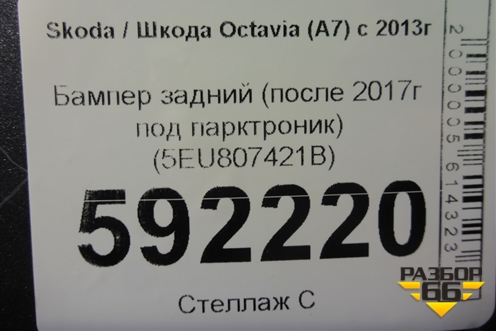 Skoda / Шкода Octavia (A7) с 2013г
Бампер задний (после 2017г
под парктроник)
(5EU807421B)
592220
Стеллаж С
2000005614323
РАЗБОР
66